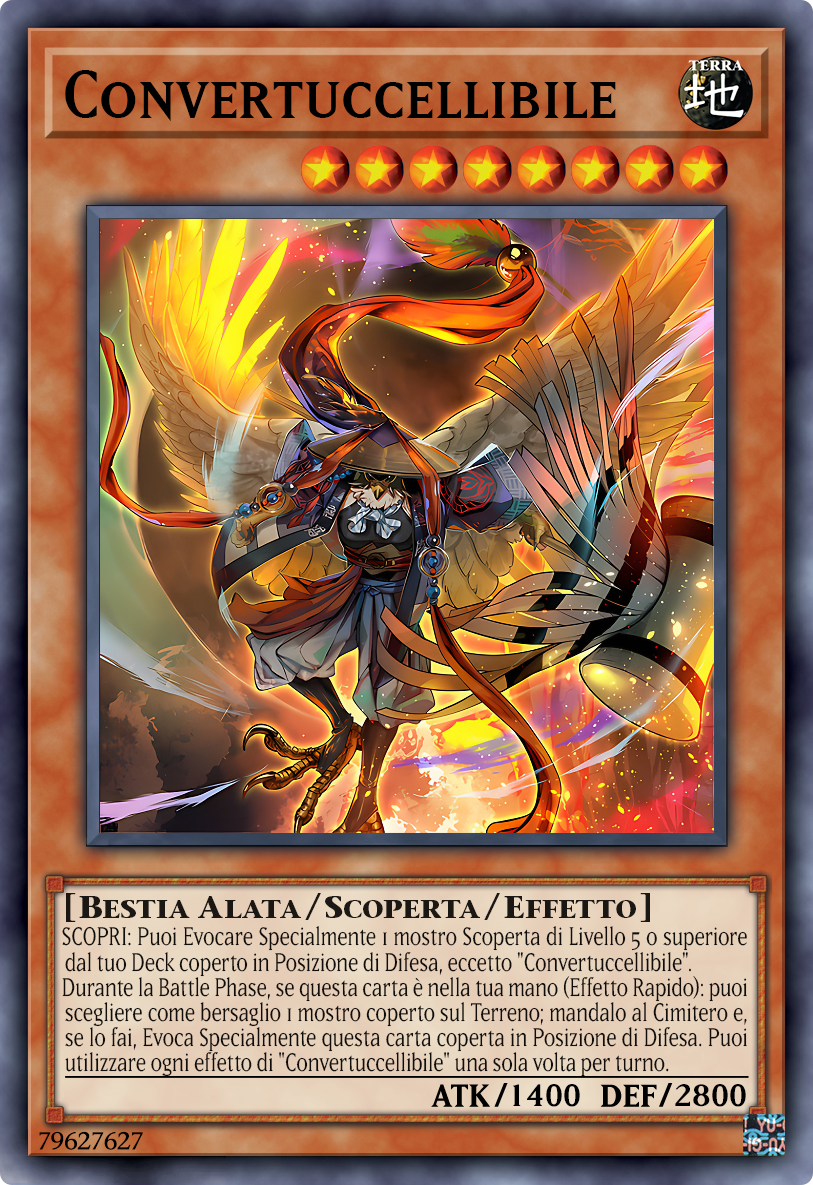 Convertuccellibile
TERRA
地
[Bestia Alata/Scoperta/Effetto]
SCOPRI: Puoi Evocare Specialmente 1 mostro Scoperta di Livello 5 o superiore
dal tuo Deck coperto in Posizione di Difesa, eccetto "Convertuccellibile".
Durante la Battle Phase, se questa carta è nella tua mano (Effetto Rapido): puoi
scegliere come bersaglio 1 mostro coperto sul Terreno; mandalo al Cimitero e,
se lo fai, Evoca Specialmente questa carta coperta in Posizione di Difesa. Puoi
utilizzare ogni effetto di "Convertuccellibile" una sola volta per turno.
ATK/1400 DEF/2800
79627627